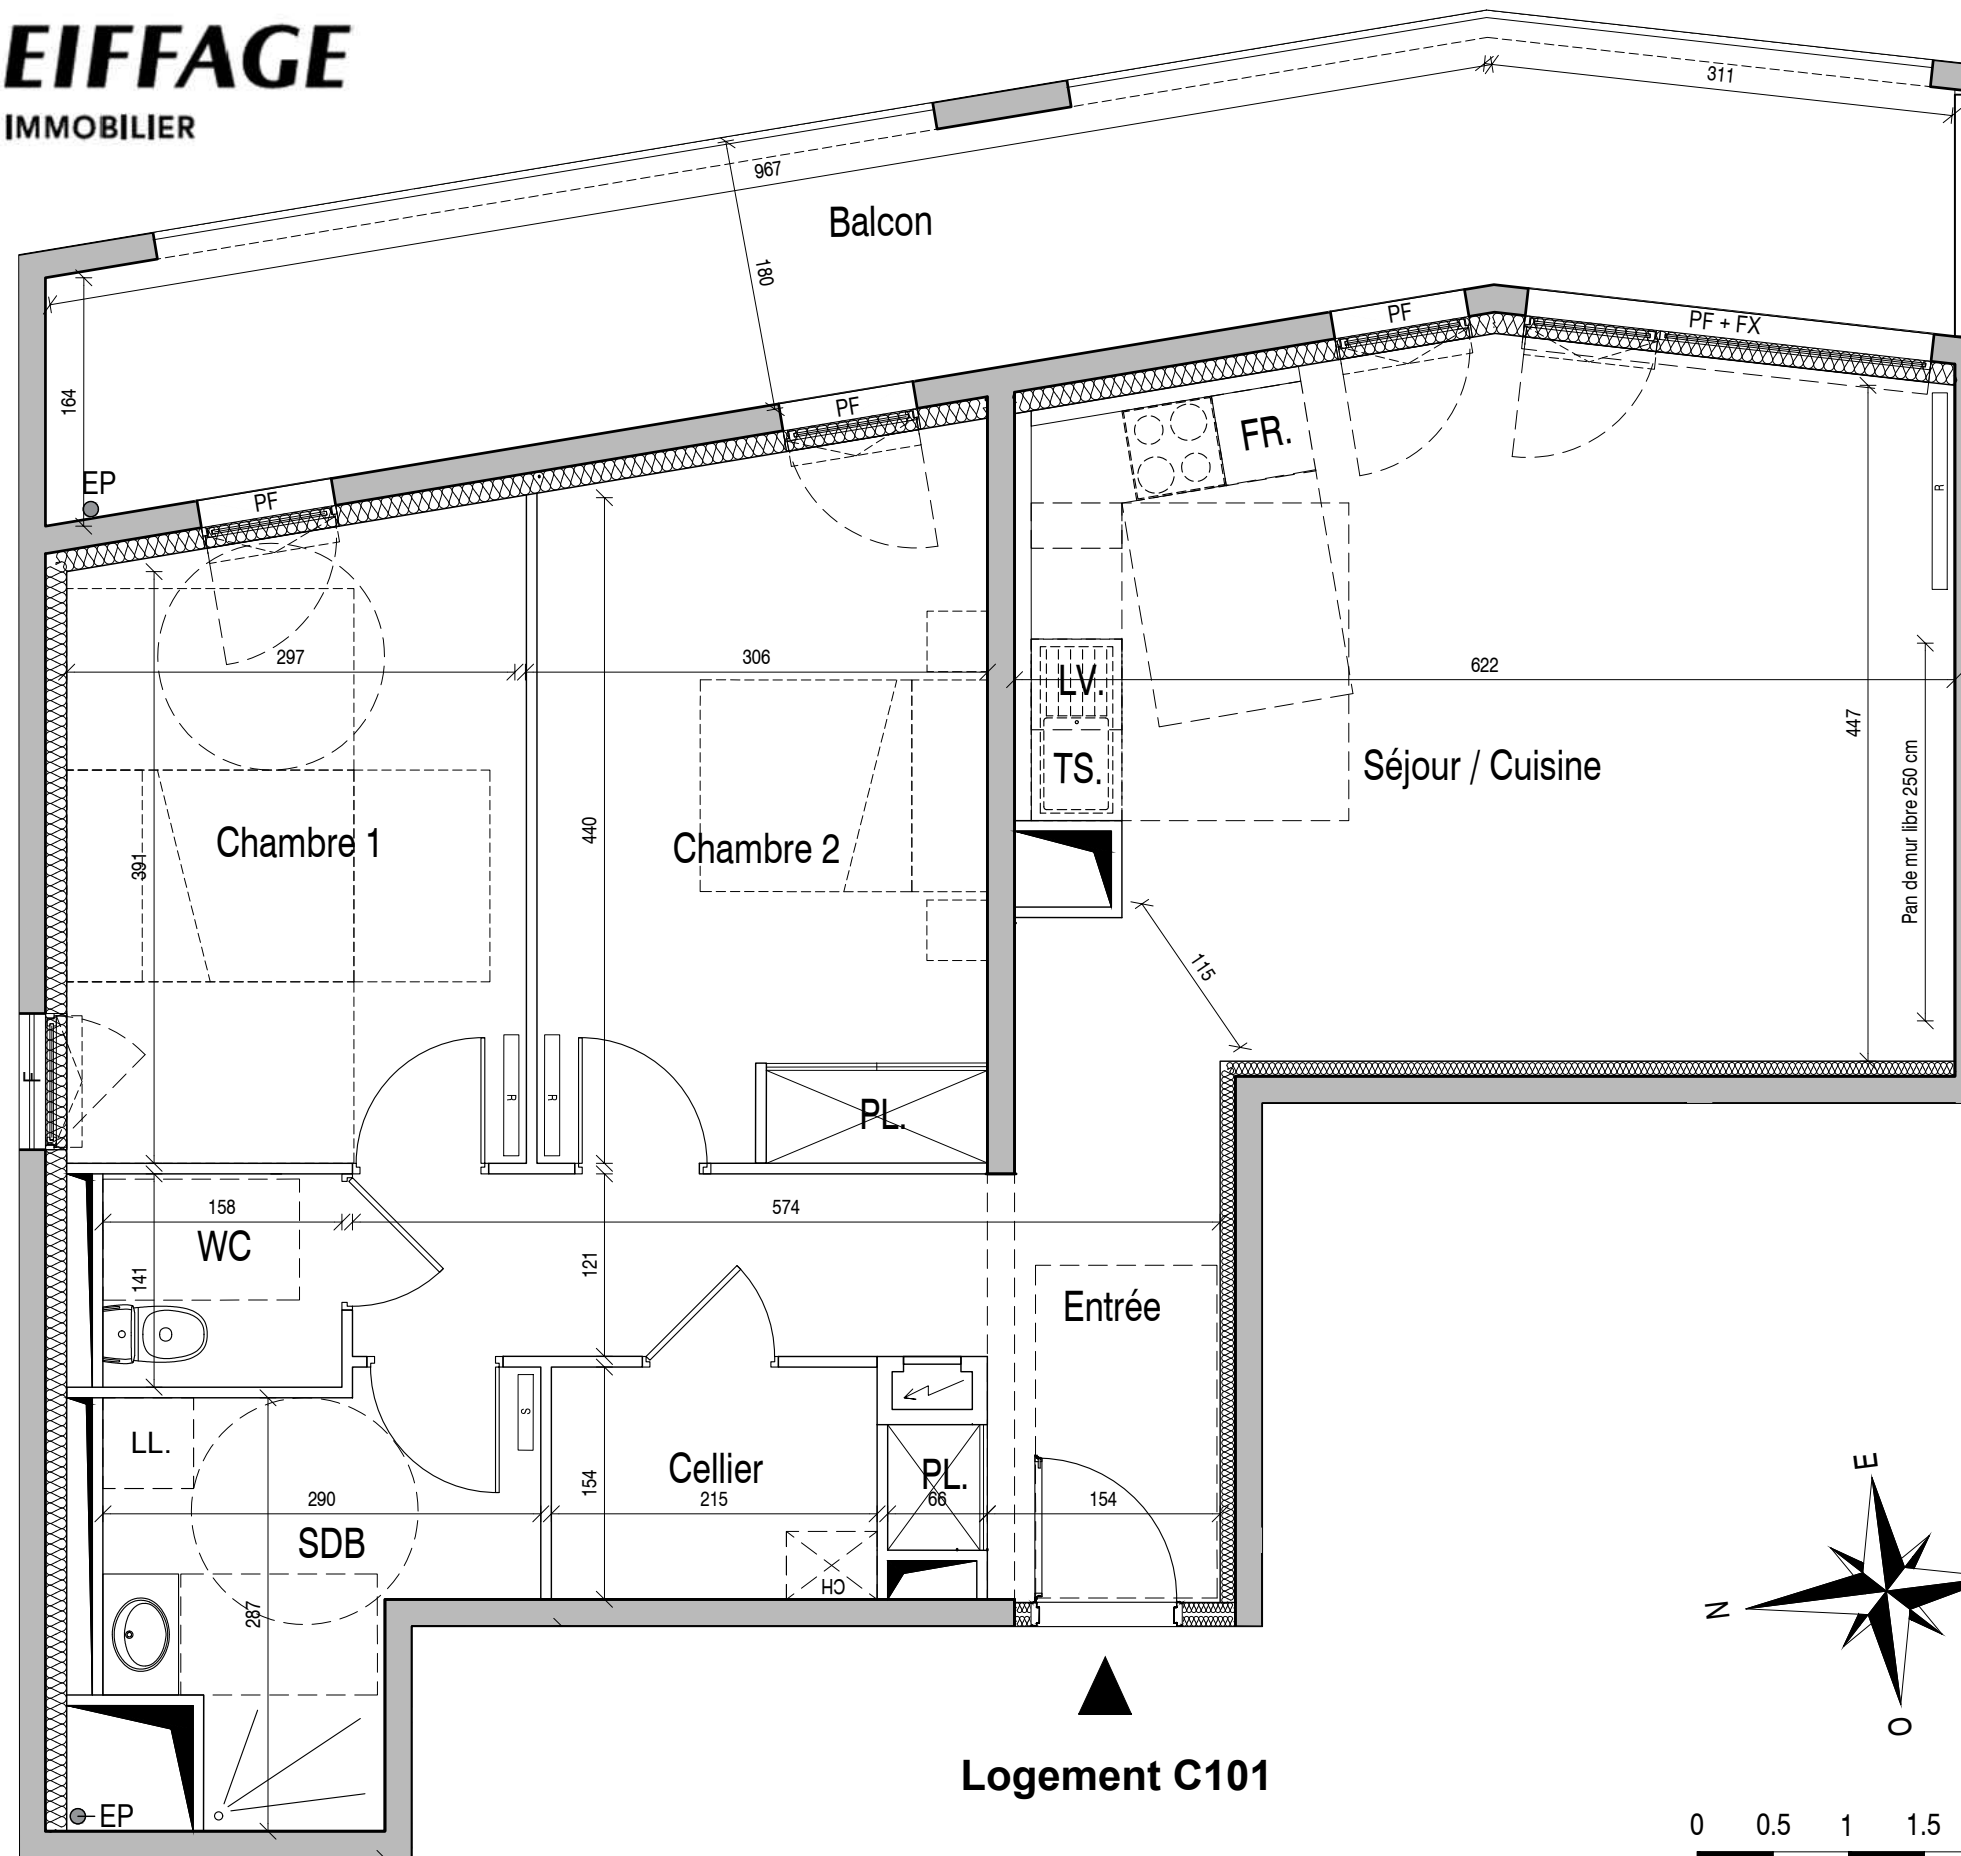 EIFFAGE
IMMOBILIER
311
967
Balcon
180
164
EP
PF
PF
PF
PF + FX
FR.
R
297
306
622
LV.
TS.
447
Séjour / Cuisine
Pan de mur libre 250 cm
Chambre 1
391
440
Chambre 2
115
F
R
R
PL.
158
574
WC
141
121
Entrée
LL.
S
Cellier
PL.
290
154
215
66
154
SDB
CH
287
EP
E
N
O
Logement C101
0 0.5 1 1.5